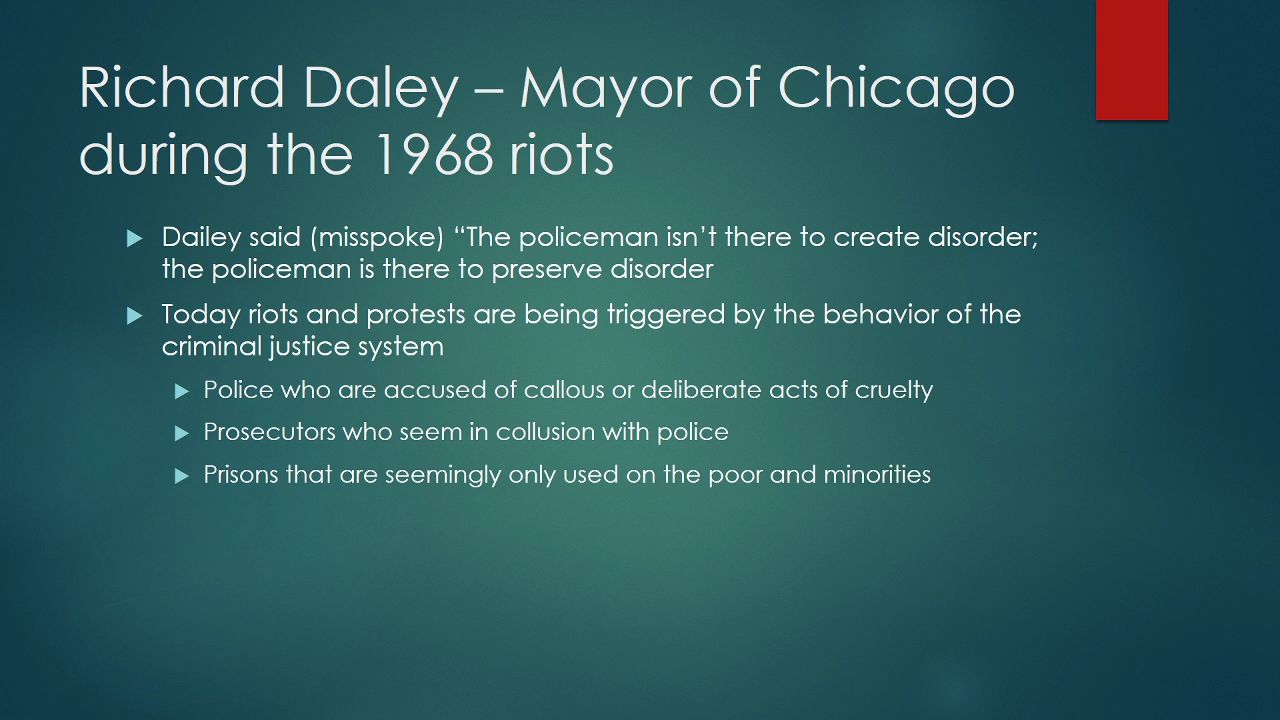 Richard Daley – Mayor of Chicago
during the 1968 riots
Dailey said (misspoke) “The policeman isn’t there to create disorder;
the policeman is there to preserve disorder
Today riots and protests are being triggered by the behavior of the
criminal justice system
Police who are accused of callous or deliberate acts of cruelty
Prosecutors who seem in collusion with police
Prisons that are seemingly only used on the poor and minorities